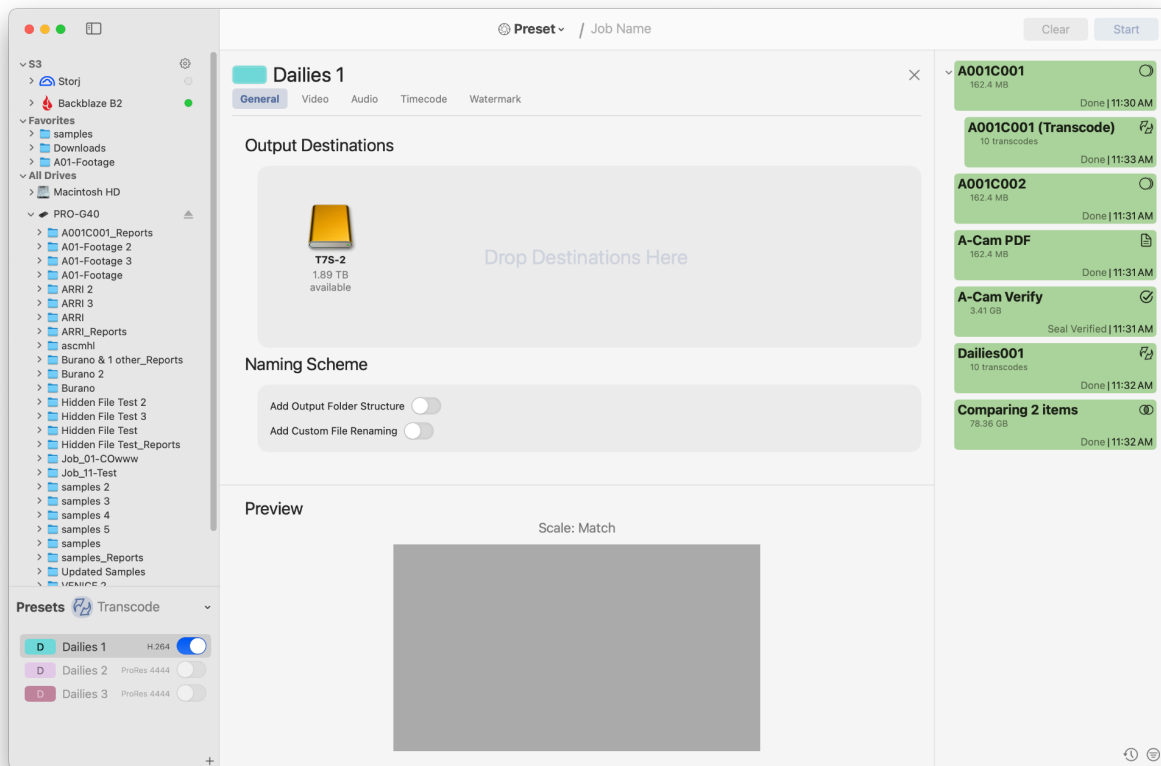 Preset
/ Job Name
Clear
Start
S3
Storj
Backblaze B2
Favorites
samples
Downloads
A01-Footage
All Drives
Macintosh HD
PRO-G40
A001C001_Reports
A01-Footage 2
A01-Footage 3
A01-Footage
ARRI 2
ARRI 3
ARRI
ARRI_Reports
ascmhl
Burano & 1 other_Reports
Burano 2
Burano
Hidden File Test 2
Hidden File Test 3
Hidden File Test
Hidden File Test_Reports
Job_01-COwww
Job_11-Test
samples 2
samples 3
samples 4
samples 5
samples
samples_Reports
Updated Samples
VENICE 2
Presets Transcode
D Dailies 1 H.264
D Dailies 2 ProRes 4444
D Dailies 3 ProRes 4444
+
Dailies 1
General Video Audio Timecode Watermark
Output Destinations
T7S-2
1.89 TB
available
Drop Destinations Here
Naming Scheme
Add Output Folder Structure
Add Custom File Renaming
Preview
Scale: Match
A001C001
162.4 MB
Done | 11:30 AM
A001C001 (Transcode)
10 transcodes
Done | 11:33 AM
A001C002
162.4 MB
Done | 11:31 AM
A-Cam PDF
162.4 MB
Done | 11:31 AM
A-Cam Verify
3.41 GB
Seal Verified | 11:31 AM
Dailies001
10 transcodes
Done | 11:32 AM
Comparing 2 items
78.36 GB
Done | 11:32 AM